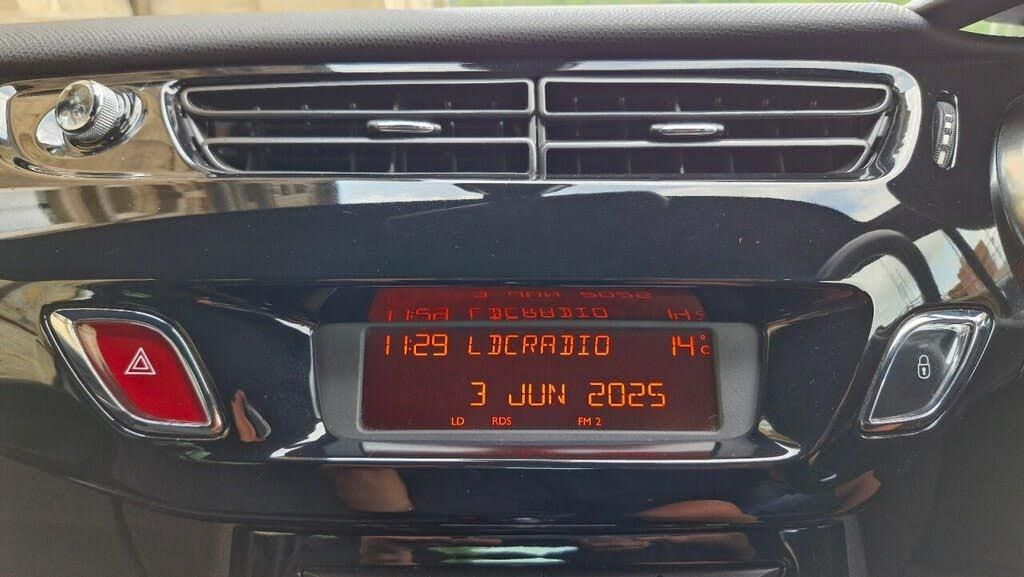 11:29 LDCRADIO 14°C
3 JUN 2025
LD RDS FM 2